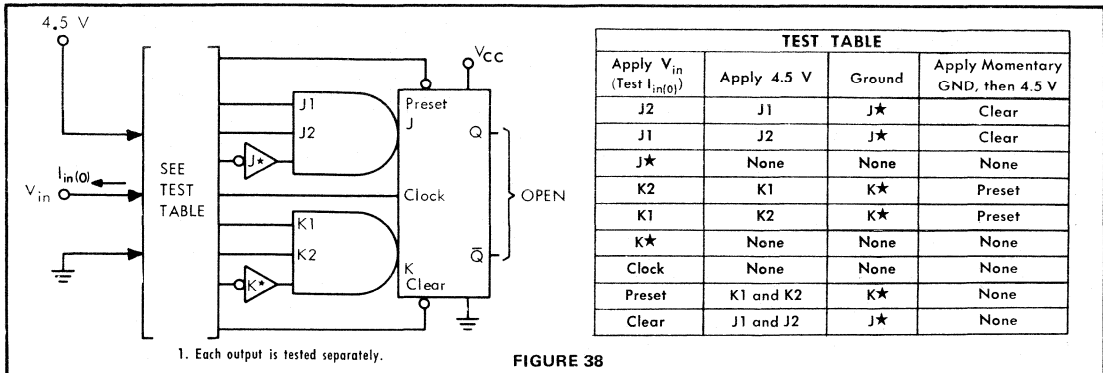 4.5 V
I in(0)
V in
SEE
TEST
TABLE
J1
J2
J*
Clock
K1
K2
K*
VCC
Preset
J
Q
K
Clear
Q̄
OPEN
1. Each output is tested separately.
TEST TABLE
Apply Vin (Test Iin(0)) Apply 4.5 V Ground Apply Momentary GND, then 4.5 V
J2 J1 J★ Clear
J1 J2 J★ Clear
J★ None None None
K2 K1 K★ Preset
K1 K2 K★ Preset
K★ None None None
Clock None None None
Preset K1 and K2 K★ None
Clear J1 and J2 J★ None
FIGURE 38